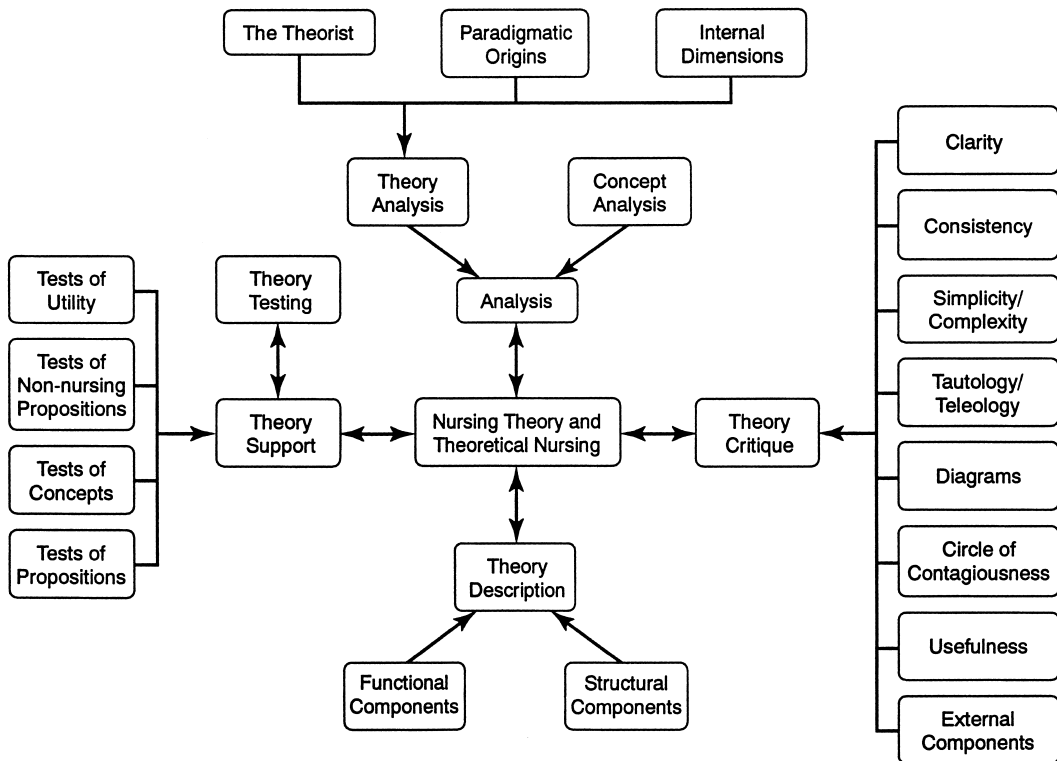 The Theorist
Paradigmatic
Origins
Internal
Dimensions
Theory
Analysis
Concept
Analysis
Analysis
Tests of
Utility
Tests of
Non-nursing
Propositions
Tests of
Concepts
Tests of
Propositions
Theory
Testing
Theory
Support
Nursing Theory and
Theoretical Nursing
Theory
Critique
Theory
Description
Functional
Components
Structural
Components
Clarity
Consistency
Simplicity/
Complexity
Tautology/
Teleology
Diagrams
Circle of
Contagiousness
Usefulness
External
Components